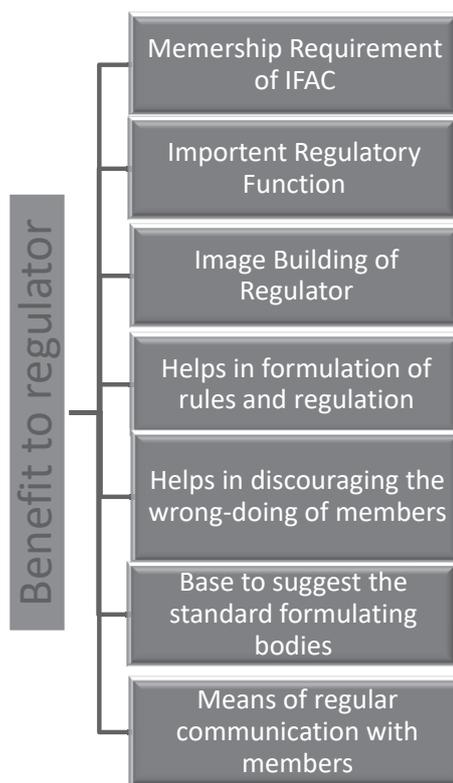 Benefit to regulator
Memership Requirement
of IFAC
Importent Regulatory
Function
Image Building of
Regulator
Helps in formulation of
rules and regulation
Helps in discouraging the
wrong-doing of members
Base to suggest the
standard formulating
bodies
Means of regular
communication with
members